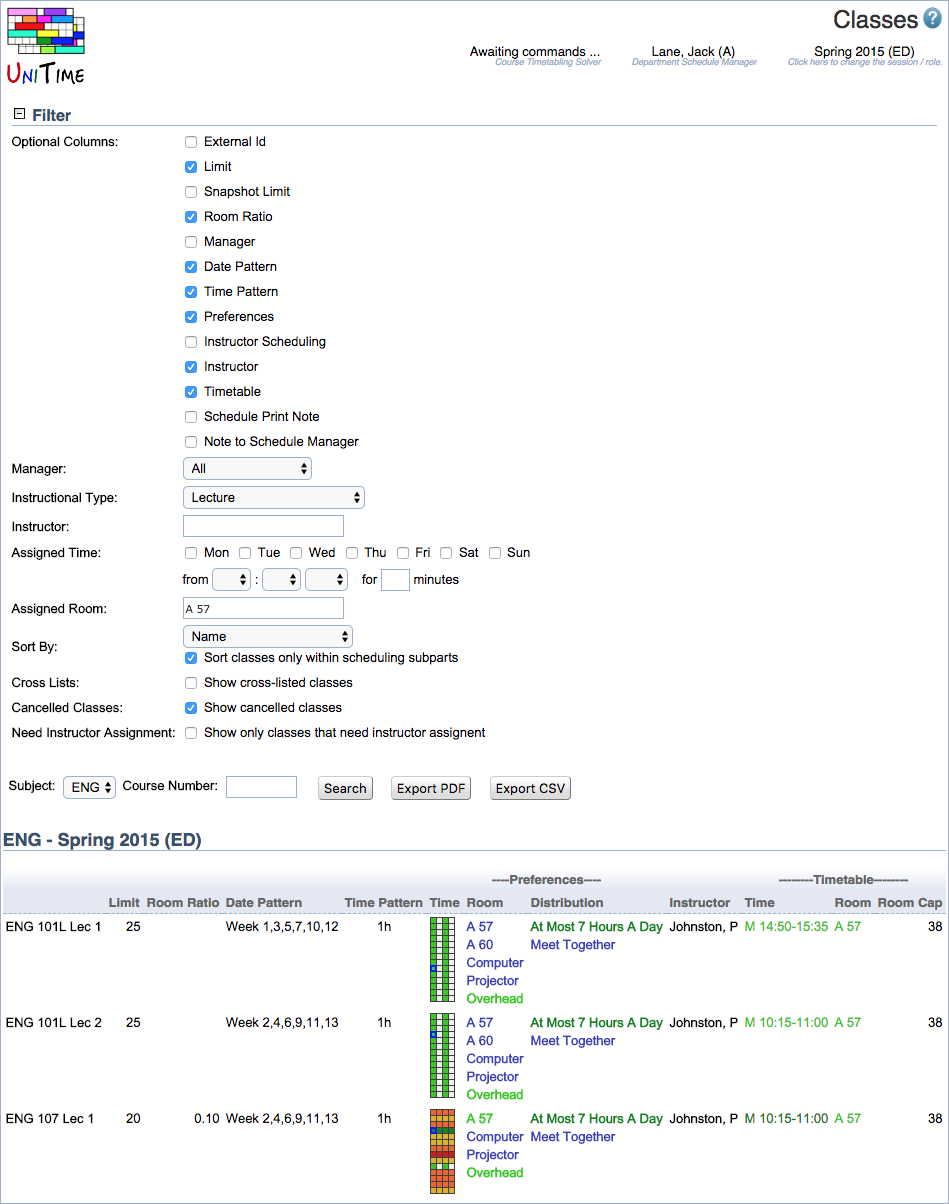 Classes ?
UNITIME
Awaiting commands ... Lane, Jack (A) Spring 2015 (ED)
Course Timetabling Solver Department Schedule Manager Click here to change the session / role.
Filter
Optional Columns: External Id
Limit
Snapshot Limit
Room Ratio
Manager
Date Pattern
Time Pattern
Preferences
Instructor Scheduling
Instructor
Timetable
Schedule Print Note
Note to Schedule Manager
Manager: All
Instructional Type: Lecture
Instructor:
Assigned Time: Mon Tue Wed Thu Fri Sat Sun
from : for minutes
Assigned Room: A 57
Sort By: Name
Sort classes only within scheduling subparts
Cross Lists: Show cross-listed classes
Cancelled Classes: Show cancelled classes
Need Instructor Assignment: Show only classes that need instructor assignent
Subject: ENG Course Number: Search Export PDF Export CSV
ENG - Spring 2015 (ED)
----Preferences---- --------Timetable--------
Limit Room Ratio Date Pattern Time Pattern Time Room Distribution Instructor Time Room Room Cap
ENG 101L Lec 1 25 Week 1,3,5,7,10,12 1h A 57 At Most 7 Hours A Day Johnston, P M 14:50-15:35 A 57 38
A 60 Meet Together
Computer
Projector
Overhead
ENG 101L Lec 2 25 Week 2,4,6,9,11,13 1h A 57 At Most 7 Hours A Day Johnston, P M 10:15-11:00 A 57 38
A 60 Meet Together
Computer
Projector
Overhead
ENG 107 Lec 1 20 0.10 Week 2,4,6,9,11,13 1h A 57 At Most 7 Hours A Day Johnston, P M 10:15-11:00 A 57 38
Computer Meet Together
Projector
Overhead